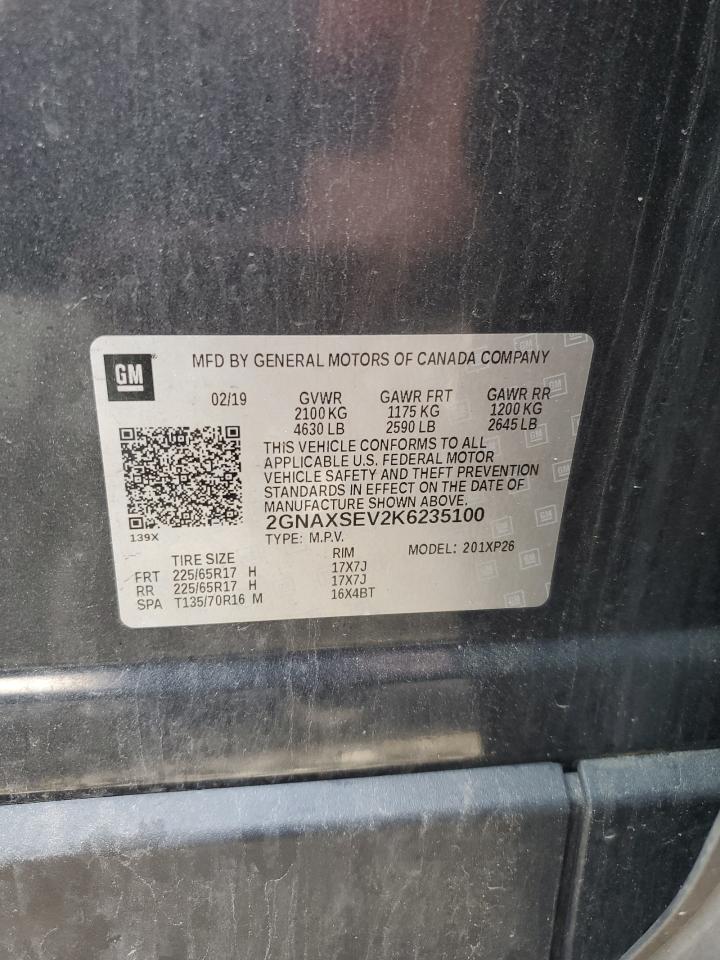 GM
MFD BY GENERAL MOTORS OF CANADA COMPANY
02/19 GVWR GAWR FRT GAWR RR
2100 KG 1175 KG 1200 KG
4630 LB 2590 LB 2645 LB
THIS VEHICLE CONFORMS TO ALL
APPLICABLE U.S. FEDERAL MOTOR
VEHICLE SAFETY AND THEFT PREVENTION
STANDARDS IN EFFECT ON THE DATE OF
MANUFACTURE SHOWN ABOVE.
2GNAXSEV2K6235100
139X
TYPE: M.P.V. MODEL: 201XP26
TIRE SIZE RIM
FRT 225/65R17 H 17X7J
RR 225/65R17 H 17X7J
SPA T135/70R16 M 16X4BT